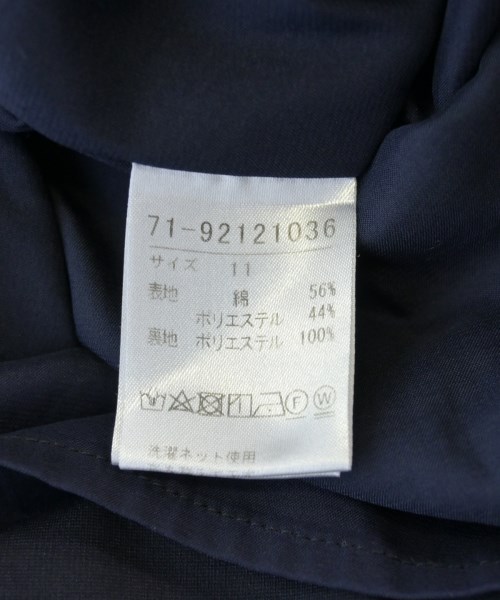 71-92121036
サイズ 11
表地 綿 56%
ポリエステル 44%
裏地 ポリエステル 100%
F W
洗濯ネット使用